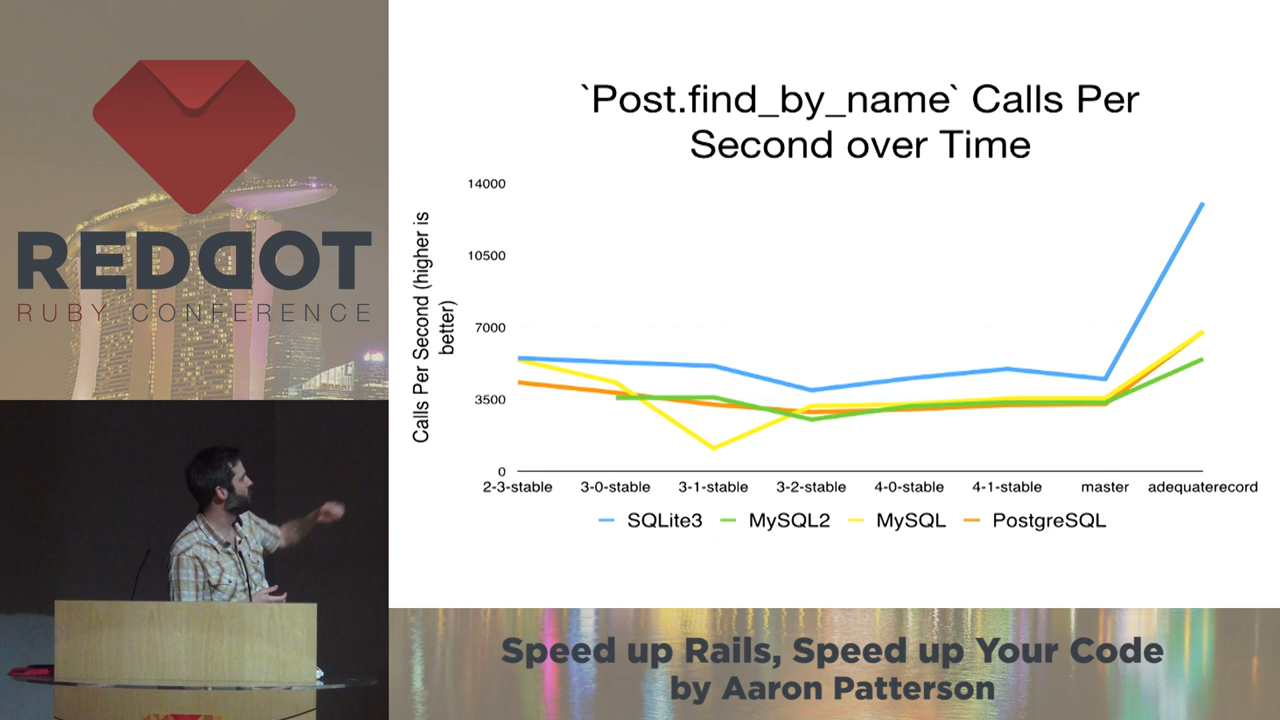 REDDOT
RUBY CONFERENCE
`Post.find_by_name` Calls Per
Second over Time
Calls Per Second (higher is
better)
14000
10500
7000
3500
0
2-3-stable
3-0-stable
3-1-stable
3-2-stable
4-0-stable
4-1-stable
master
adequaterecord
SQLite3
MySQL2
MySQL
PostgreSQL
Speed up Rails, Speed up Your Code
by Aaron Patterson